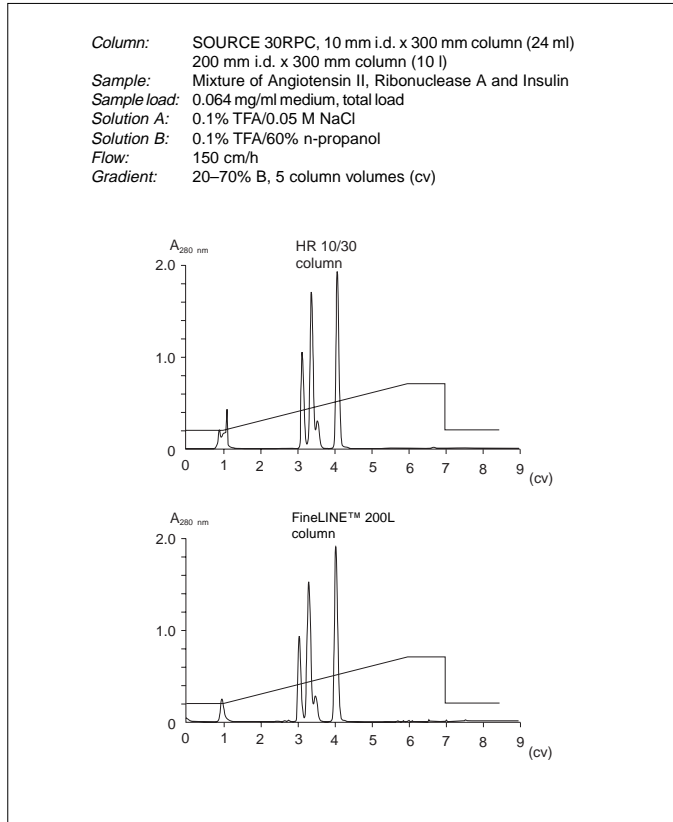 Column: SOURCE 30RPC, 10 mm i.d. x 300 mm column (24 ml)
200 mm i.d. x 300 mm column (10 l)
Sample: Mixture of Angiotensin II, Ribonuclease A and Insulin
Sample load: 0.064 mg/ml medium, total load
Solution A: 0.1% TFA/0.05 M NaCl
Solution B: 0.1% TFA/60% n-propanol
Flow: 150 cm/h
Gradient: 20–70% B, 5 column volumes (cv)
A280 nm
HR 10/30
column
2.0
1.0
0
0 1 2 3 4 5 6 7 8 9
(cv)
A280 nm
FineLINE™ 200L
column
2.0
1.0
0
0 1 2 3 4 5 6 7 8 9
(cv)